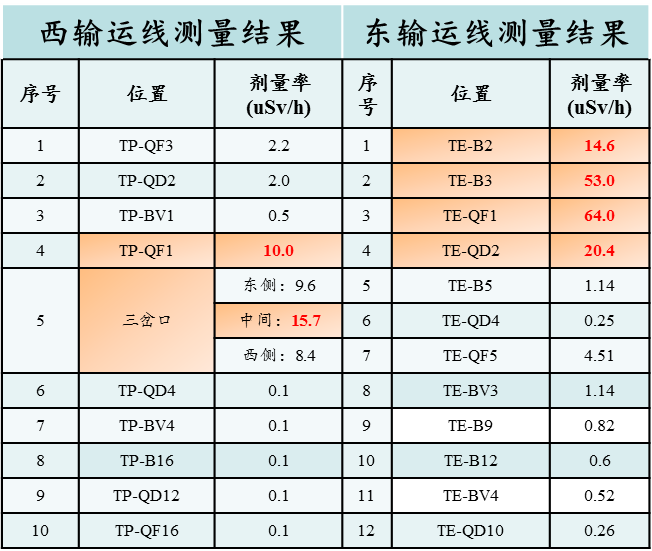 西输运线测量结果 东输运线测量结果
序号 位置 剂量率 (uSv/h) 序号 位置 剂量率 (uSv/h)
1 TP-QF3 2.2 1 TE-B2 14.6
2 TP-QD2 2.0 2 TE-B3 53.0
3 TP-BV1 0.5 3 TE-QF1 64.0
4 TP-QF1 10.0 4 TE-QD2 20.4
5 三岔口 东侧：9.6 5 TE-B5 1.14
中间：15.7 6 TE-QD4 0.25
西侧：8.4 7 TE-QF5 4.51
6 TP-QD4 0.1 8 TE-BV3 1.14
7 TP-BV4 0.1 9 TE-B9 0.82
8 TP-B16 0.1 10 TE-B12 0.6
9 TP-QD12 0.1 11 TE-BV4 0.52
10 TP-QF16 0.1 12 TE-QD10 0.26